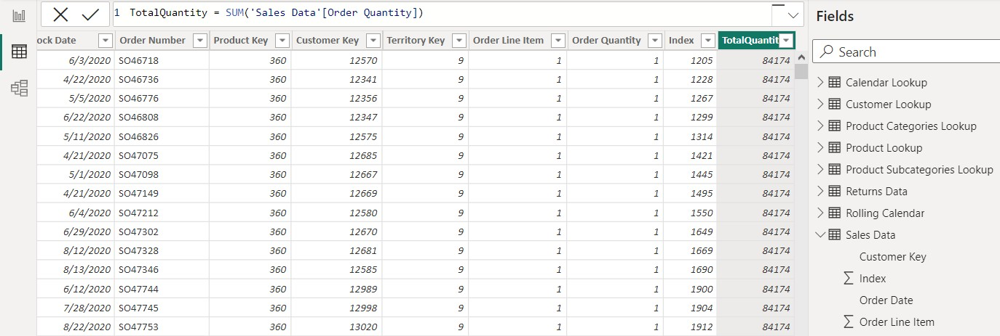 1 TotalQuantity = SUM('Sales Data'[Order Quantity])
Fields
ock Date Order Number Product Key Customer Key Territory Key Order Line Item Order Quantity Index TotalQuantit
Search
6/3/2020 SO46718 360 12570 9 1 1 1205 84174
4/22/2020 SO46736 360 12341 9 1 1 1228 84174
5/5/2020 SO46776 360 12356 9 1 1 1267 84174
6/22/2020 SO46808 360 12347 9 1 1 1299 84174
5/11/2020 SO46826 360 12575 9 1 1 1314 84174
4/21/2020 SO47075 360 12685 9 1 1 1421 84174
5/1/2020 SO47098 360 12667 9 1 1 1445 84174
4/21/2020 SO47149 360 12669 9 1 1 1495 84174
6/4/2020 SO47212 360 12580 9 1 1 1550 84174
6/29/2020 SO47302 360 12670 9 1 1 1649 84174
8/12/2020 SO47328 360 12681 9 1 1 1669 84174
8/13/2020 SO47346 360 12585 9 1 1 1690 84174
6/12/2020 SO47744 360 12989 9 1 1 1900 84174
7/28/2020 SO47745 360 12998 9 1 1 1904 84174
8/22/2020 SO47753 360 13020 9 1 1 1912 84174
Calendar Lookup
Customer Lookup
Product Categories Lookup
Product Lookup
Product Subcategories Lookup
Returns Data
Rolling Calendar
Sales Data
Customer Key
Σ Index
Order Date
Σ Order Line Item